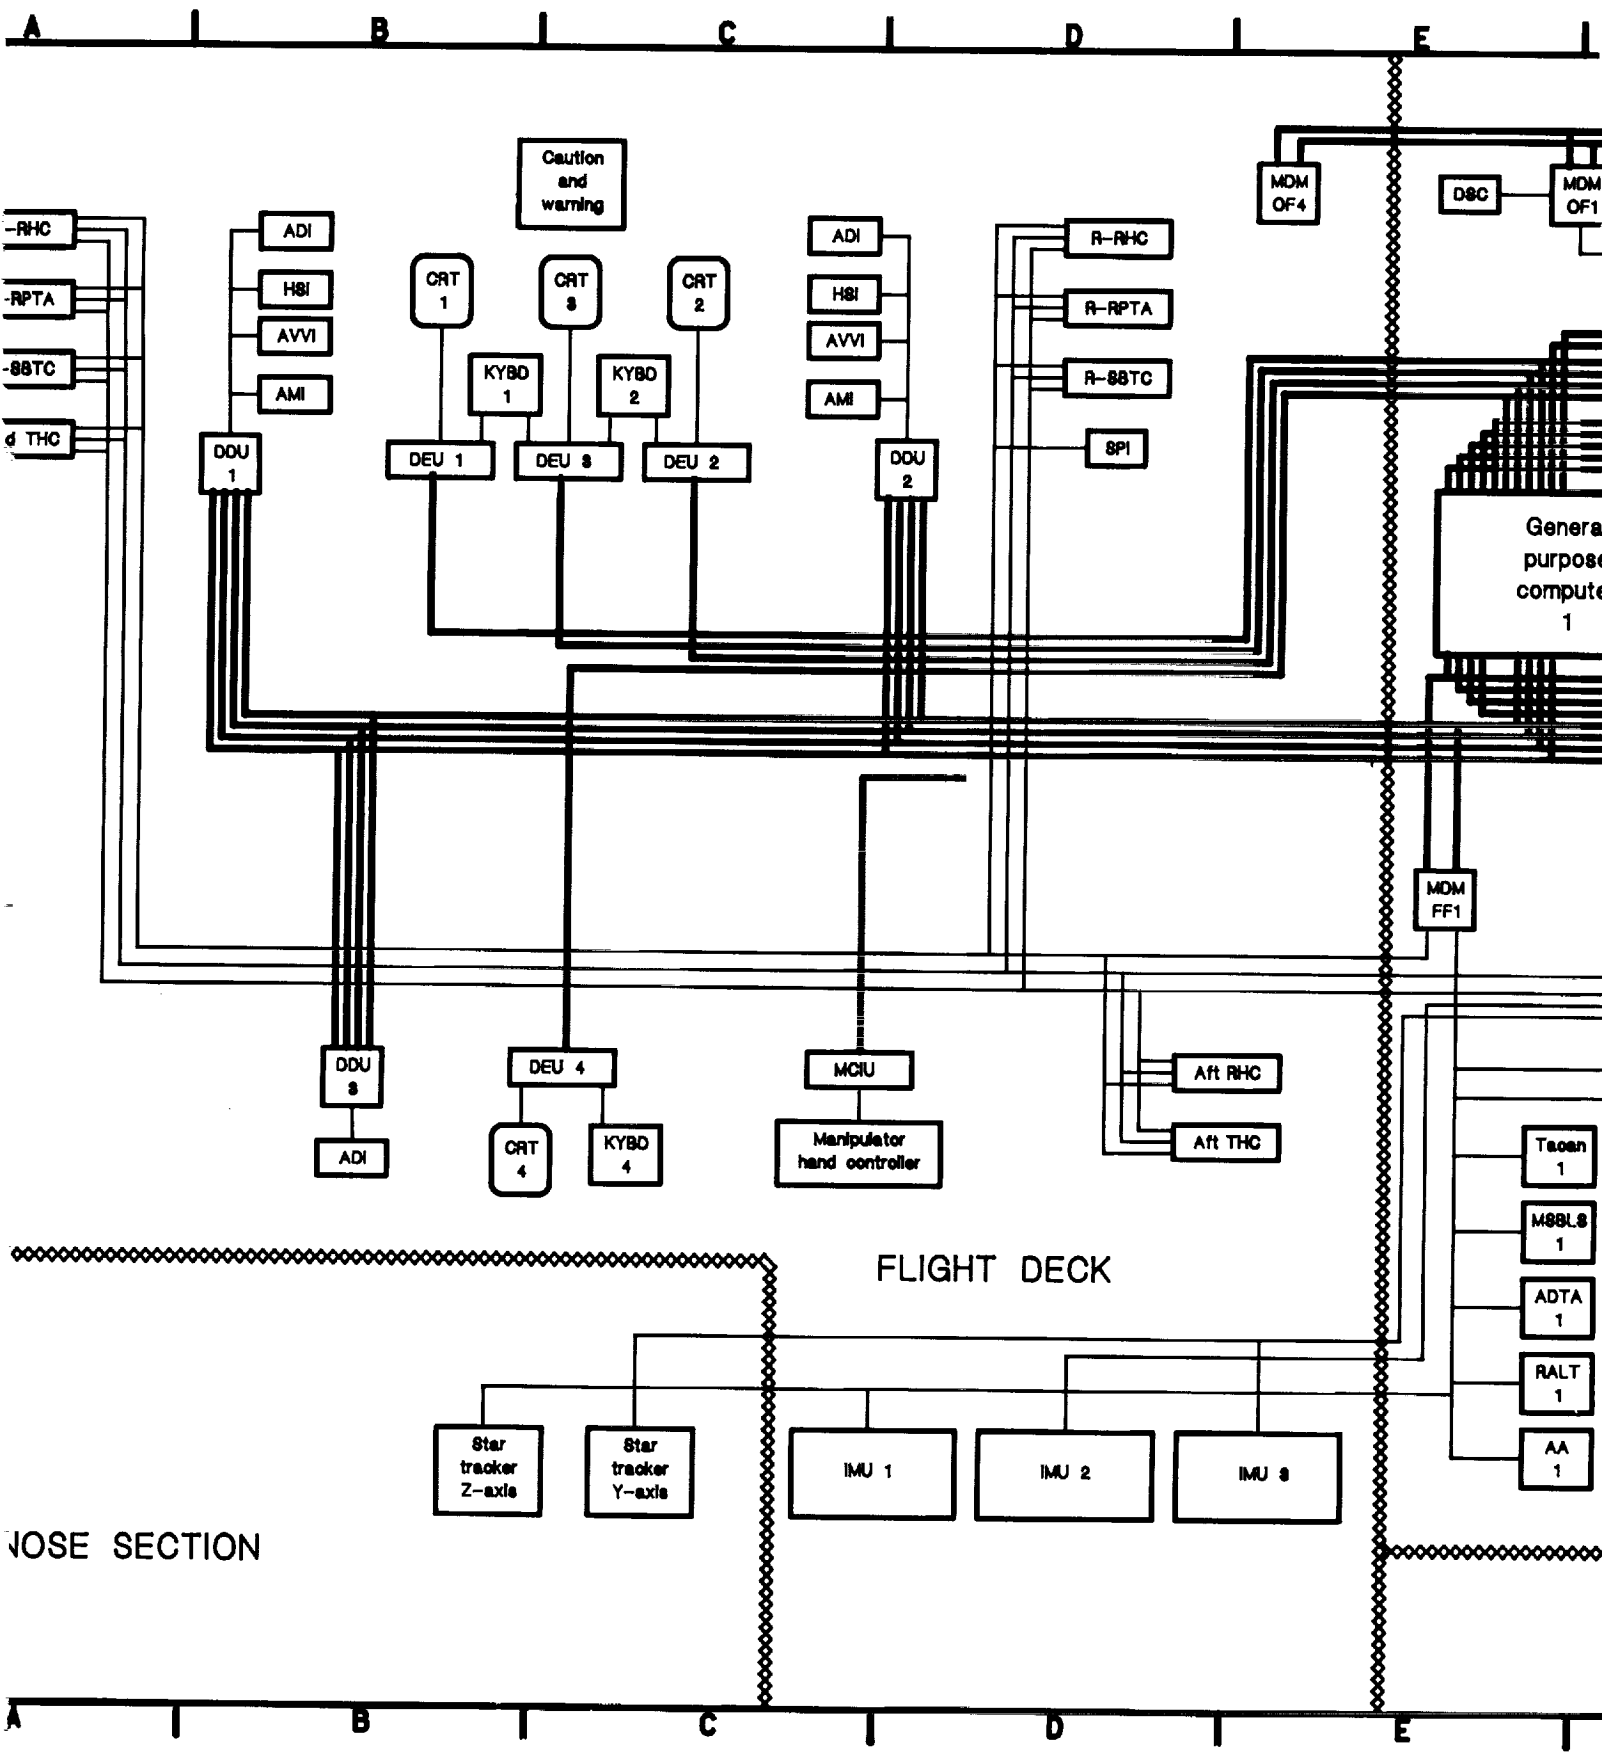 A B C D E
Caution
and
warning
MDM
OF4
DSC
MDM
OF1
-RHC
ADI
ADI
R-RHC
CRT
1
CRT
3
CRT
2
-RPTA
HSI
HSI
R-RPTA
AVVI
AVVI
-SBTC
KYBD
1
KYBD
2
R-SBTC
AMI
AMI
d THC
DDU
1
DEU 1
DEU 3
DEU 2
DDU
2
SPI
Genera
purpose
compute
1
MDM
FF1
DDU
3
DEU 4
MCIU
Aft RHC
ADI
CRT
4
KYBD
4
Manipulator
hand controller
Aft THC
Tacan
1
MSBLS
1
FLIGHT DECK
ADTA
1
RALT
1
Star
tracker
Z-axis
Star
tracker
Y-axis
IMU 1
IMU 2
IMU 3
AA
1
NOSE SECTION
A B C D E